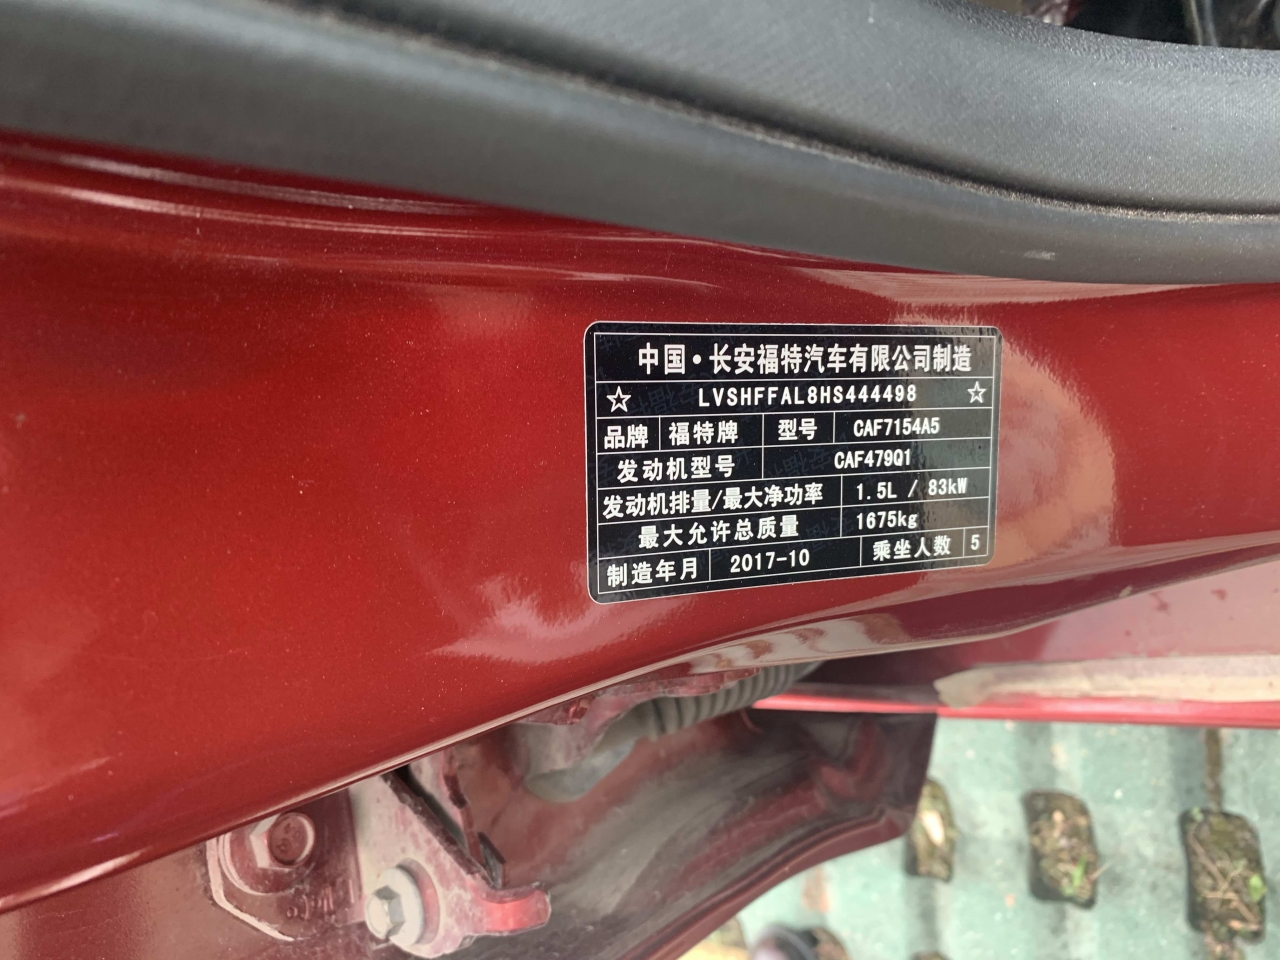 中国·长安福特汽车有限公司制造
☆ LVSHFFAL8HS444498 ☆
品牌 福特牌 型号 CAF7154A5
发动机型号 CAF479Q1
发动机排量/最大净功率 1.5L / 83kW
最大允许总质量 1675kg
制造年月 2017-10 乘坐人数 5